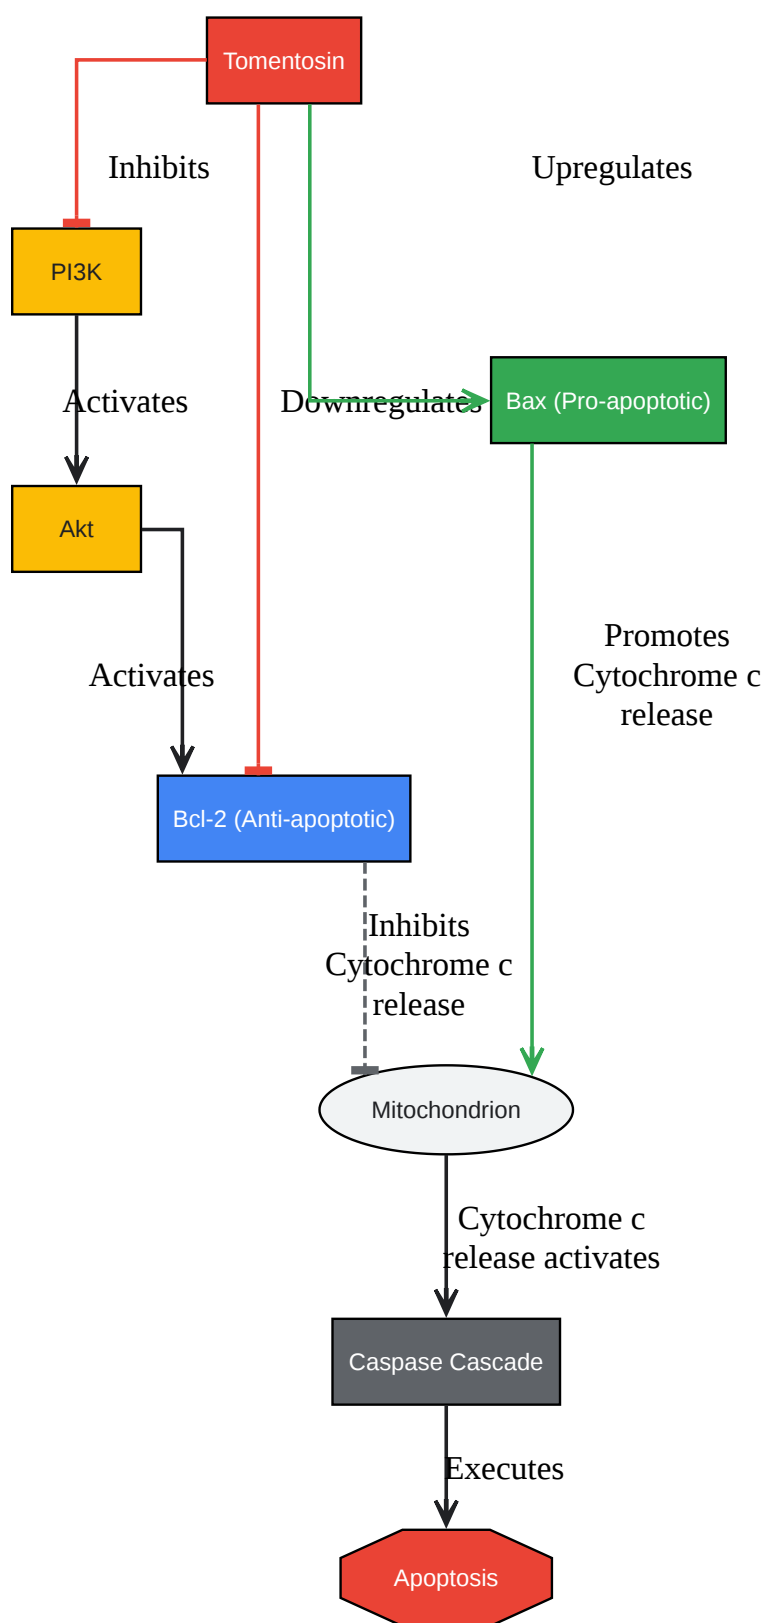 Tomentosin
Inhibits
Upregulates
PI3K
Activates
Downregulates
Bax (Pro-apoptotic)
Akt
Activates
Promotes
Cytochrome c
release
Bcl-2 (Anti-apoptotic)
Inhibits
Cytochrome c
release
Mitochondrion
Cytochrome c
release activates
Caspase Cascade
Executes
Apoptosis